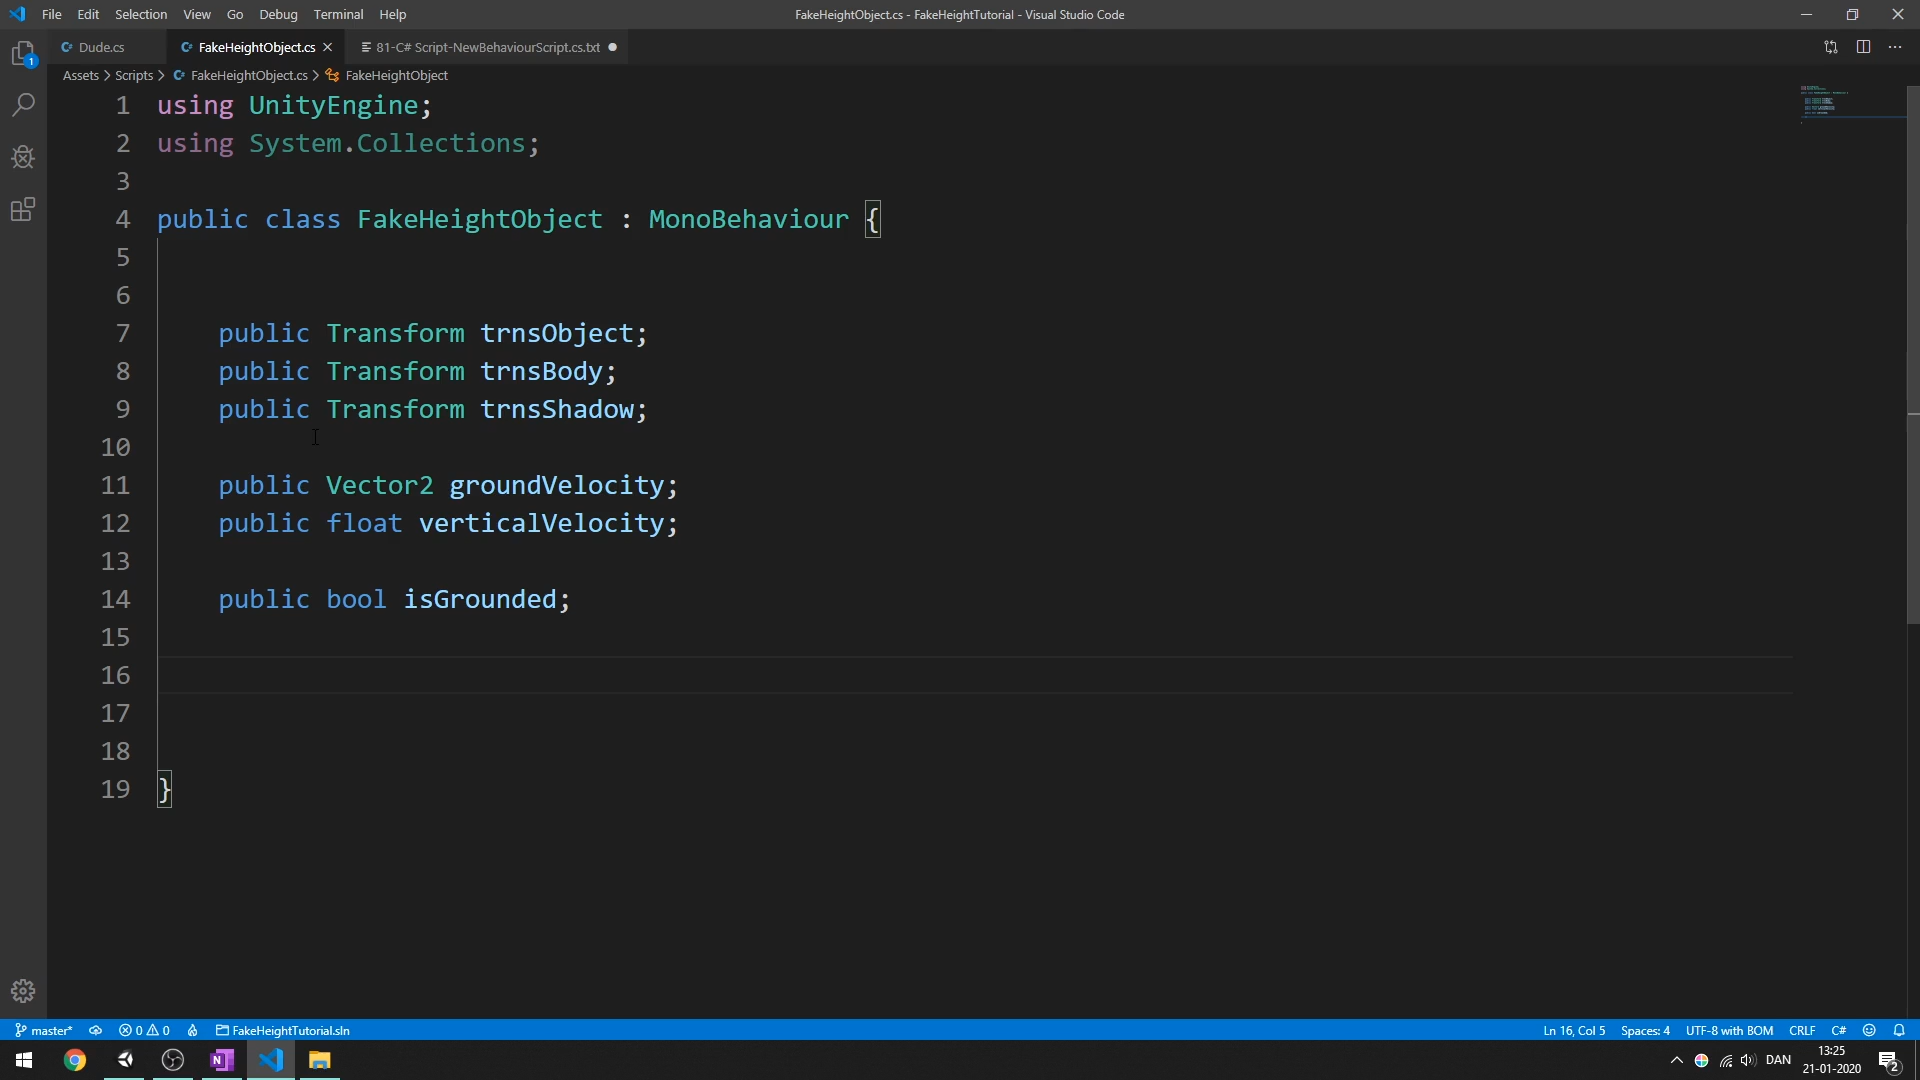 File Edit Selection View Go Debug Terminal Help
FakeHeightObject.cs - FakeHeightTutorial - Visual Studio Code
Dude.cs
FakeHeightObject.cs
81-C# Script-NewBehaviourScript.cs.txt
Assets > Scripts > FakeHeightObject.cs > FakeHeightObject
1 using UnityEngine;
2 using System.Collections;
3
4 public class FakeHeightObject : MonoBehaviour {
5
6
7 public Transform trnsObject;
8 public Transform trnsBody;
9 public Transform trnsShadow;
10
11 public Vector2 groundVelocity;
12 public float verticalVelocity;
13
14 public bool isGrounded;
15
16
17
18
19 }
master* 0 0 FakeHeightTutorial.sln
Ln 16, Col 5 Spaces: 4 UTF-8 with BOM CRLF C#
DAN
13:25
21-01-2020
2